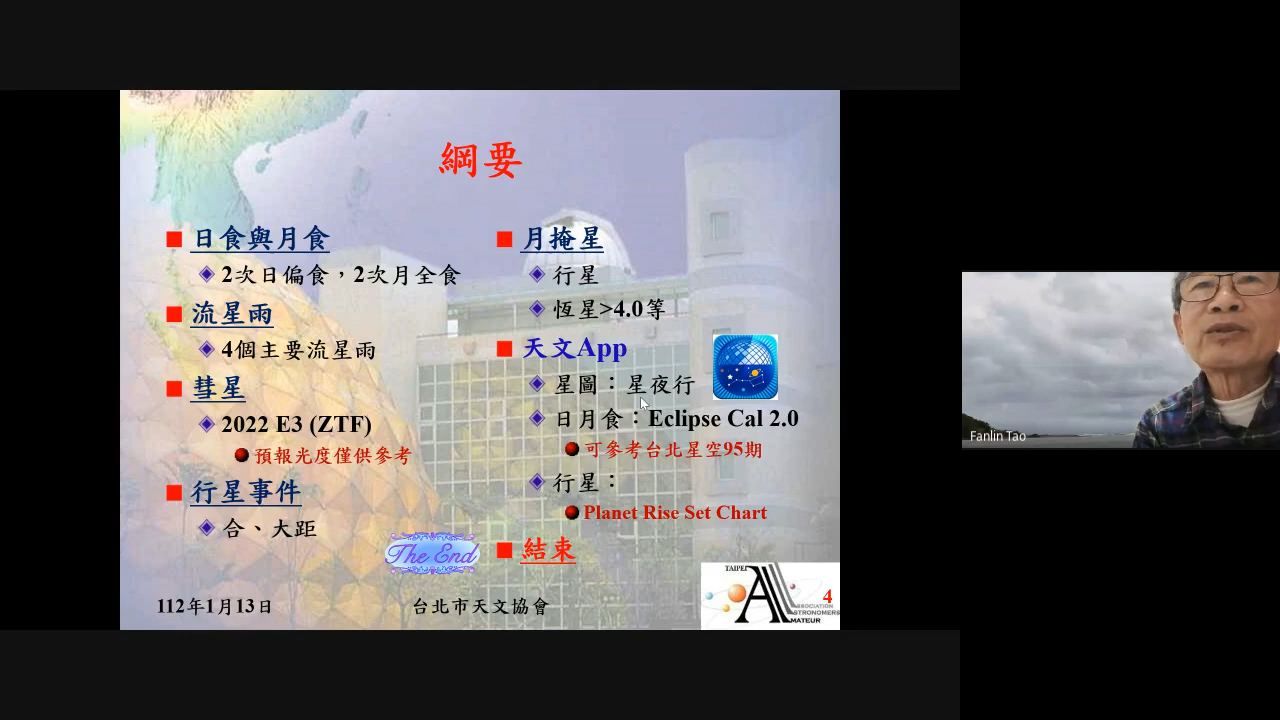 綱要
日食與月食
2次日偏食，2次月全食
流星雨
4個主要流星雨
彗星
2022 E3 (ZTF)
預報光度僅供參考
行星事件
合、大距
The End
月掩星
行星
恆星>4.0等
天文App
星圖：星夜行
日月食：Eclipse Cal 2.0
可參考台北星空95期
行星：
Planet Rise Set Chart
結束
112年1月13日
台北市天文協會
TAIPEI
ASSOCIATION
ASTRONOMERS
AMATEUR
4
Fanlin Tao